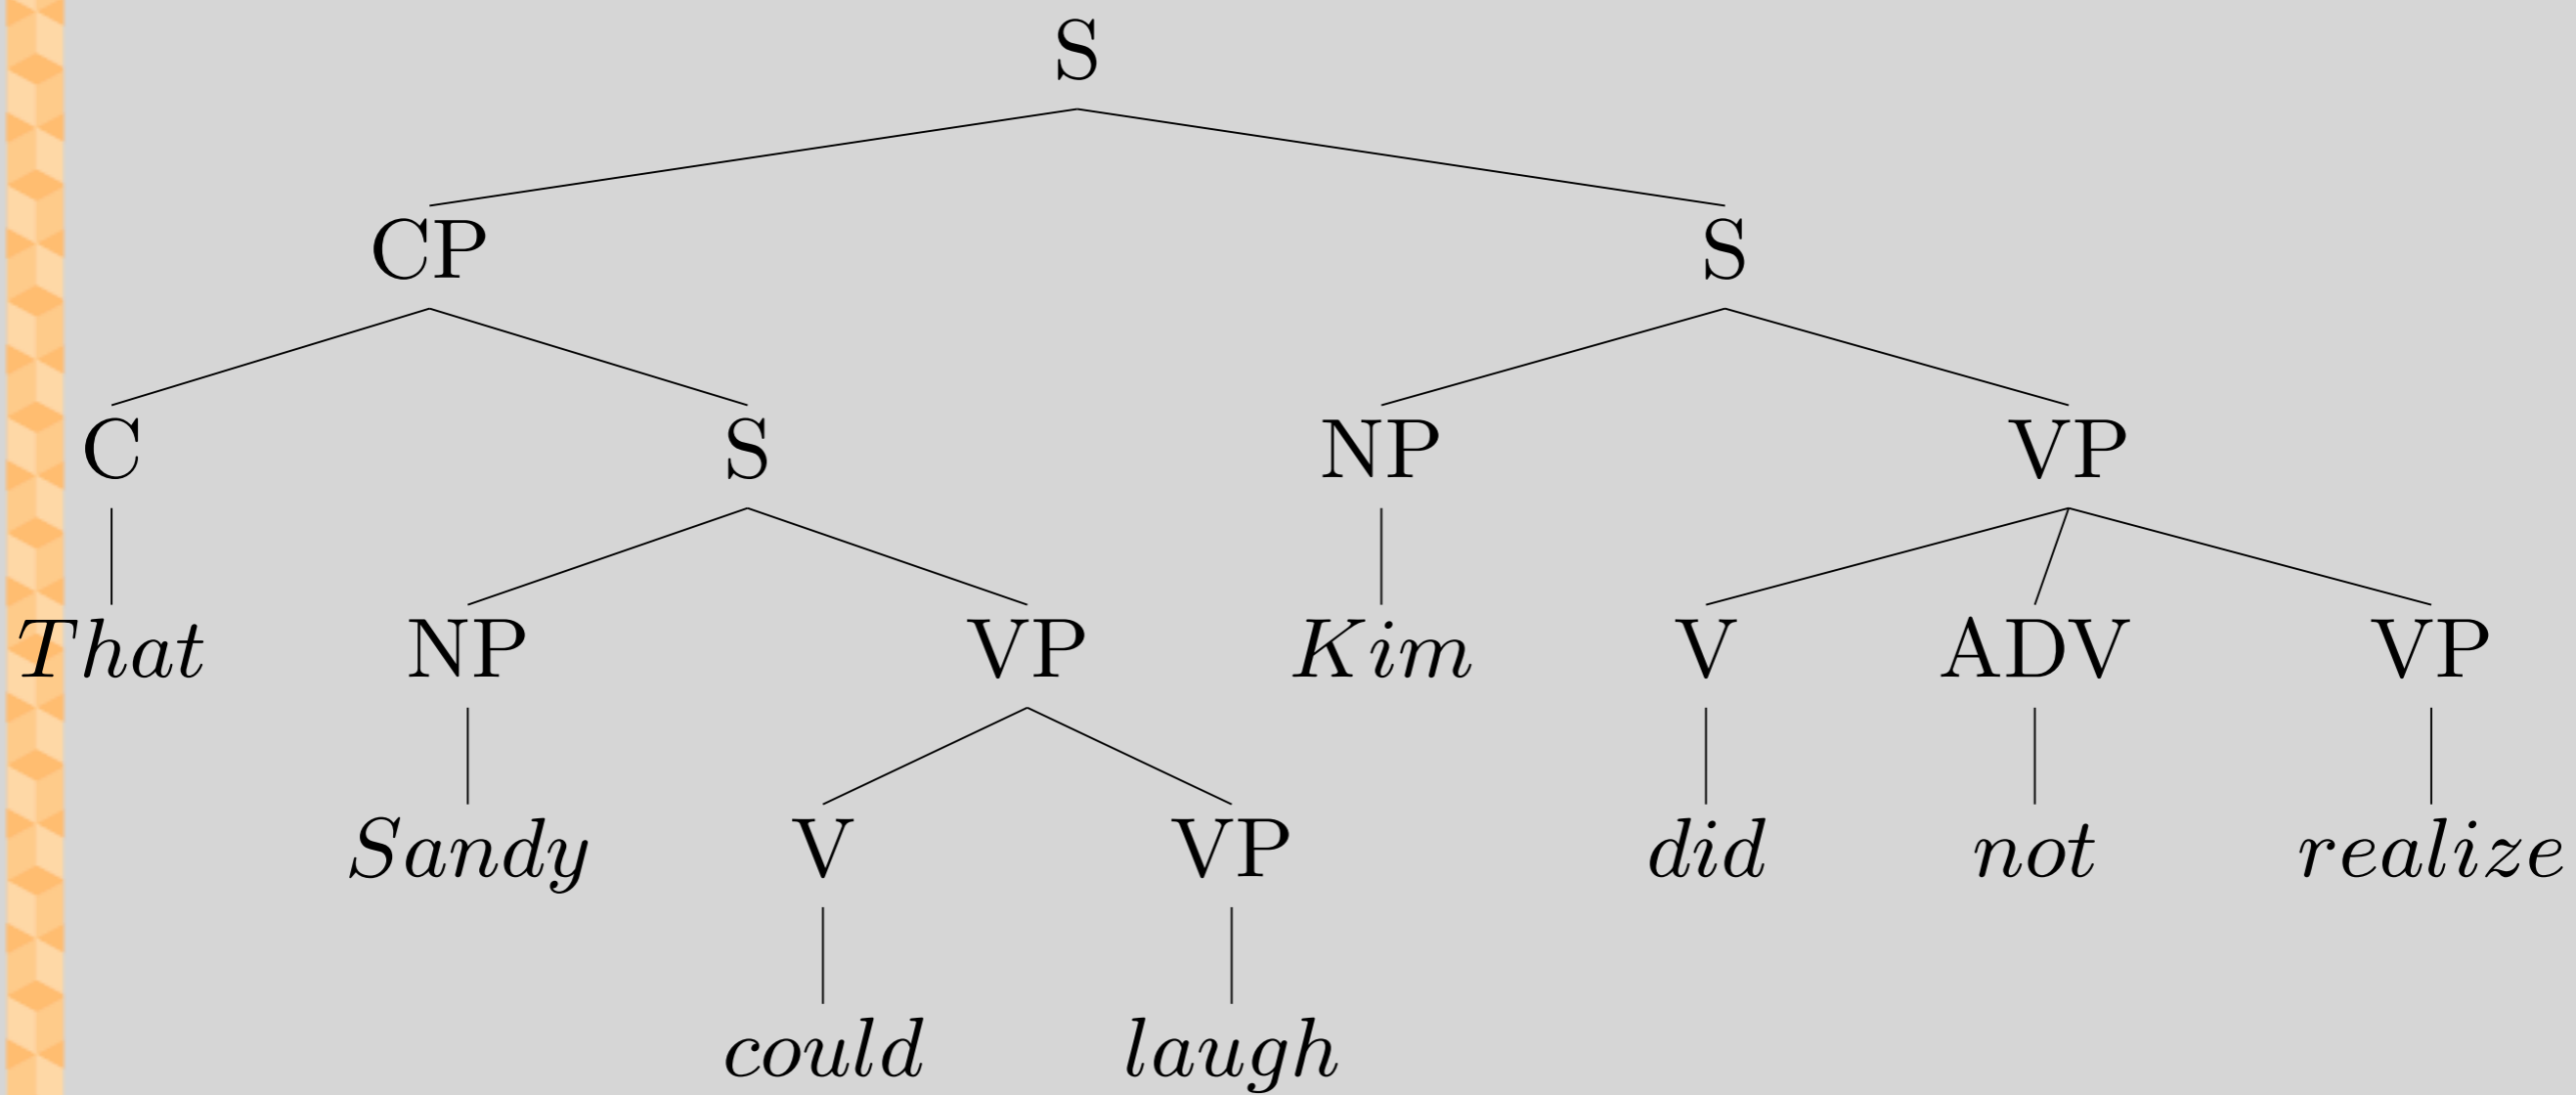 S
CP S
C S NP VP
That NP VP Kim V ADV VP
Sandy V VP did not realize
could laugh